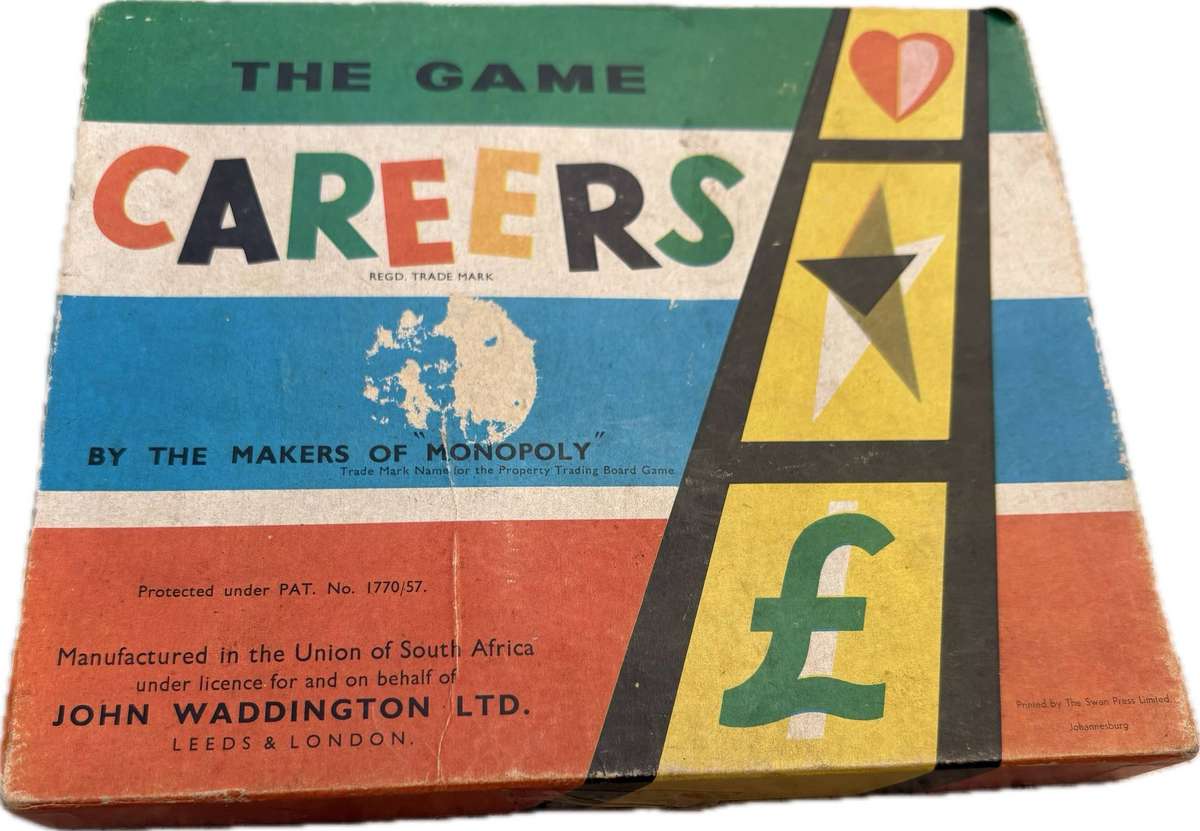 THE GAME
CAREERS
REGD. TRADE MARK
BY THE MAKERS OF "MONOPOLY"
Trade Mark Name for the Property Trading Board Game
£
Protected under PAT. No. 1770/57.
Manufactured in the Union of South Africa
under licence for and on behalf of
JOHN WADDINGTON LTD.
LEEDS & LONDON.
Printed by The Swan Press Limited,
Johannesburg